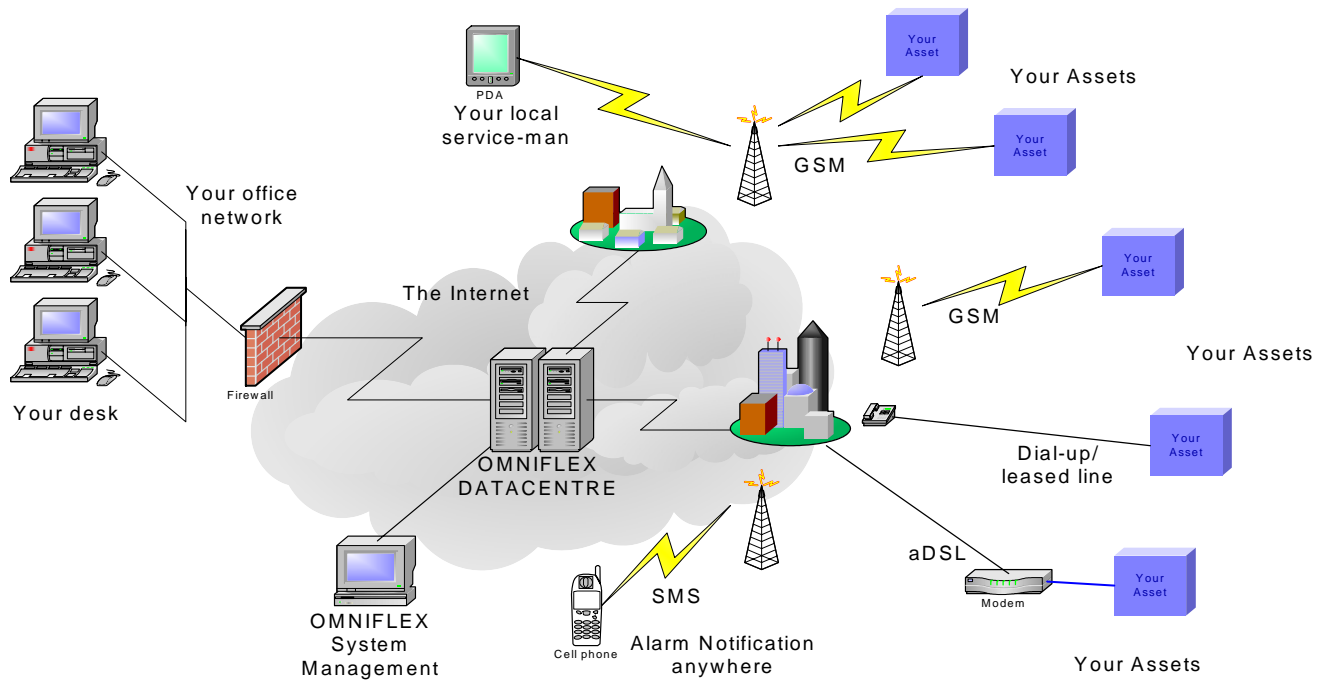 Your
Asset
Your Assets
PDA
Your local
service-man
Your
Asset
GSM
Your office
network
Your
Asset
The Internet
GSM
Your Assets
Firewall
Your desk
Your
Asset
Dial-up/
leased line
OMNIFLEX
DATACENTRE
aDSL
Your
Asset
Modem
SMS
OMNIFLEX
System
Management
Cell phone
Alarm Notification
anywhere
Your Assets